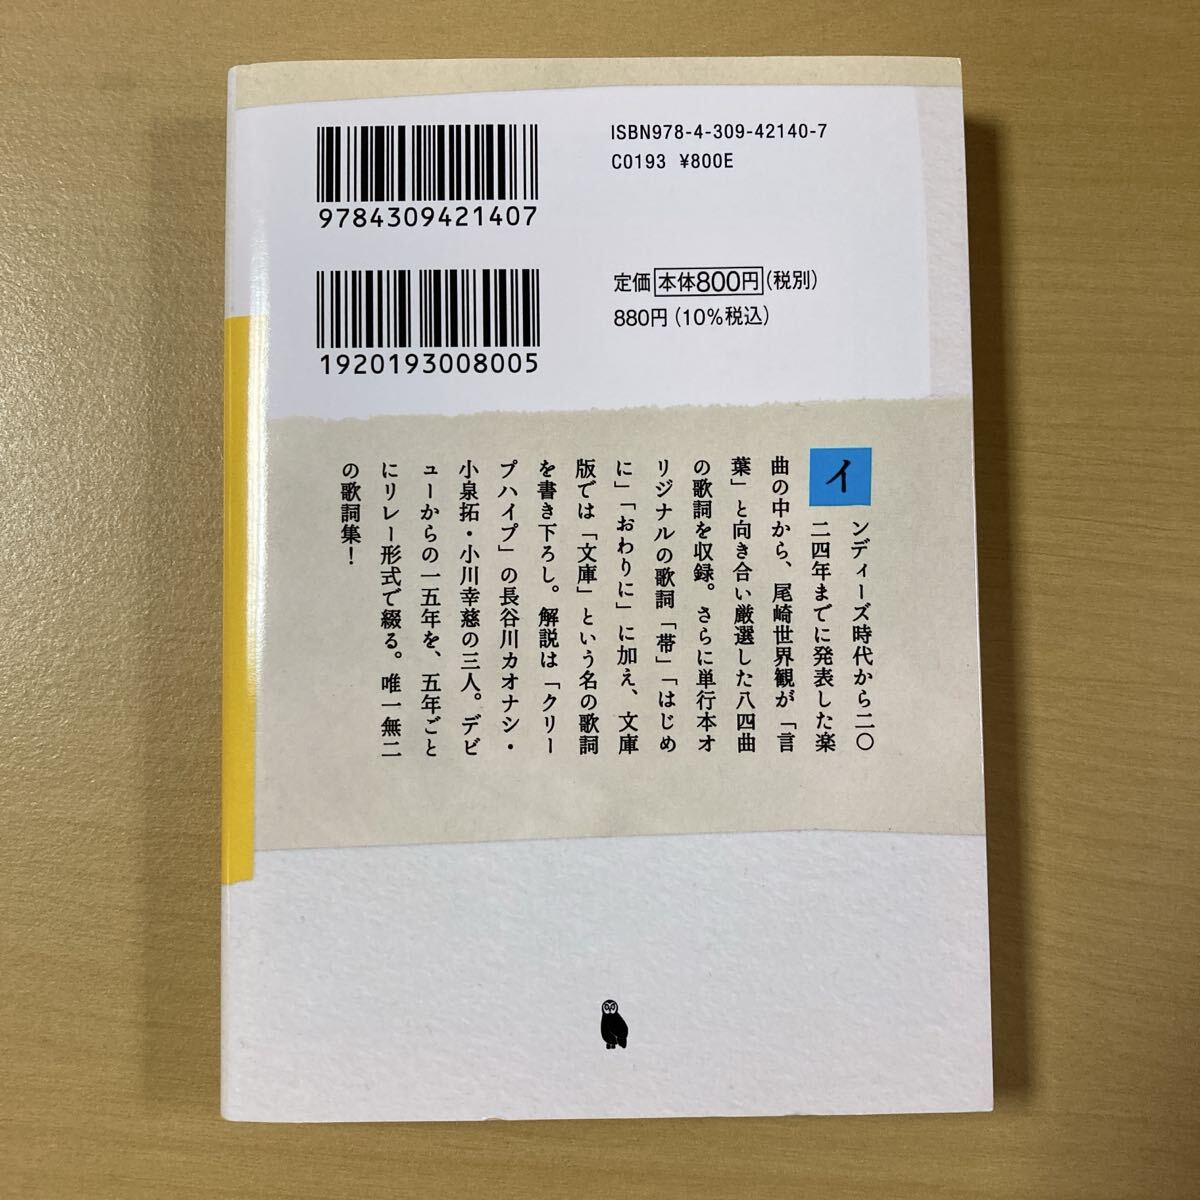 ISBN978-4-309-42140-7
C0193 ¥800E
9784309421407
定価 本体800円(税別)
880円(10%税込)
1920193008005
インディーズ時代から二〇
二四年までに発表した楽
曲の中から、尾崎世界観が「言
葉」と向き合い厳選した八四曲
の歌詞を収録。さらに単行本オ
リジナルの歌詞「帯」「はじめ
に」「おわりに」に加え、文庫
版では「文庫」という名の歌詞
を書き下ろし。解説は「クリー
プハイプ」の長谷川カオナシ・
小泉拓・小川幸慈の三人。デビ
ューからの一五年を、五年ごと
にリレー形式で綴る。唯一無二
の歌詞集！